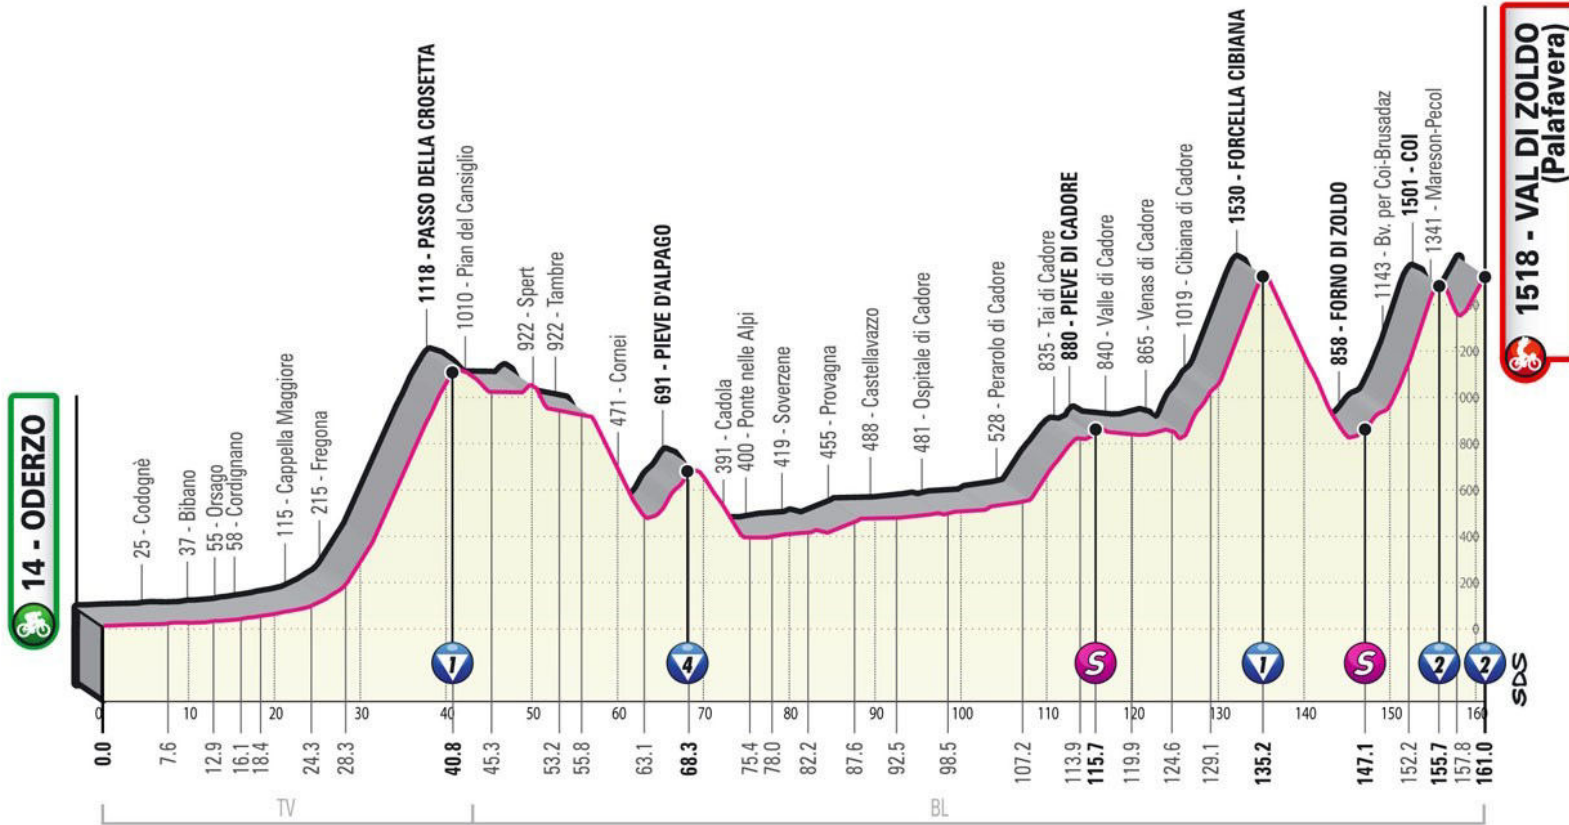 14 - ODERZO
25 - Codognè
37 - Bibano
55 - Orsago
58 - Cordignano
115 - Cappella Maggiore
215 - Fregona
1118 - PASSO DELLA CROSETTA
1010 - Pian del Cansiglio
922 - Spert
922 - Tambre
471 - Cornei
691 - PIEVE D'ALPAGO
391 - Cadola
400 - Ponte nelle Alpi
419 - Soverzene
455 - Provagna
488 - Castellavazzo
481 - Ospitale di Cadore
528 - Perarolo di Cadore
835 - Tai di Cadore
880 - PIEVE DI CADORE
840 - Valle di Cadore
865 - Venas di Cadore
1019 - Cibiana di Cadore
1530 - FORCELLA CIBIANA
858 - FORNO DI ZOLDO
1143 - Bv. per Coi-Brusadaz
1501 - COI
1341 - Mareson-Pecol
1518 - VAL DI ZOLDO
(Palafavera)
1000
800
600
400
200
0
1
4
S
1
S
2
2
SDS
0
10
20
30
40
50
60
70
80
90
100
110
120
130
140
150
160
0.0
7.6
12.9
16.1
18.4
24.3
28.3
40.8
45.3
53.2
55.8
63.1
68.3
75.4
78.0
82.2
87.6
92.5
98.5
107.2
113.9
115.7
119.9
124.6
129.1
135.2
147.1
152.2
155.7
157.8
161.0
TV
BL